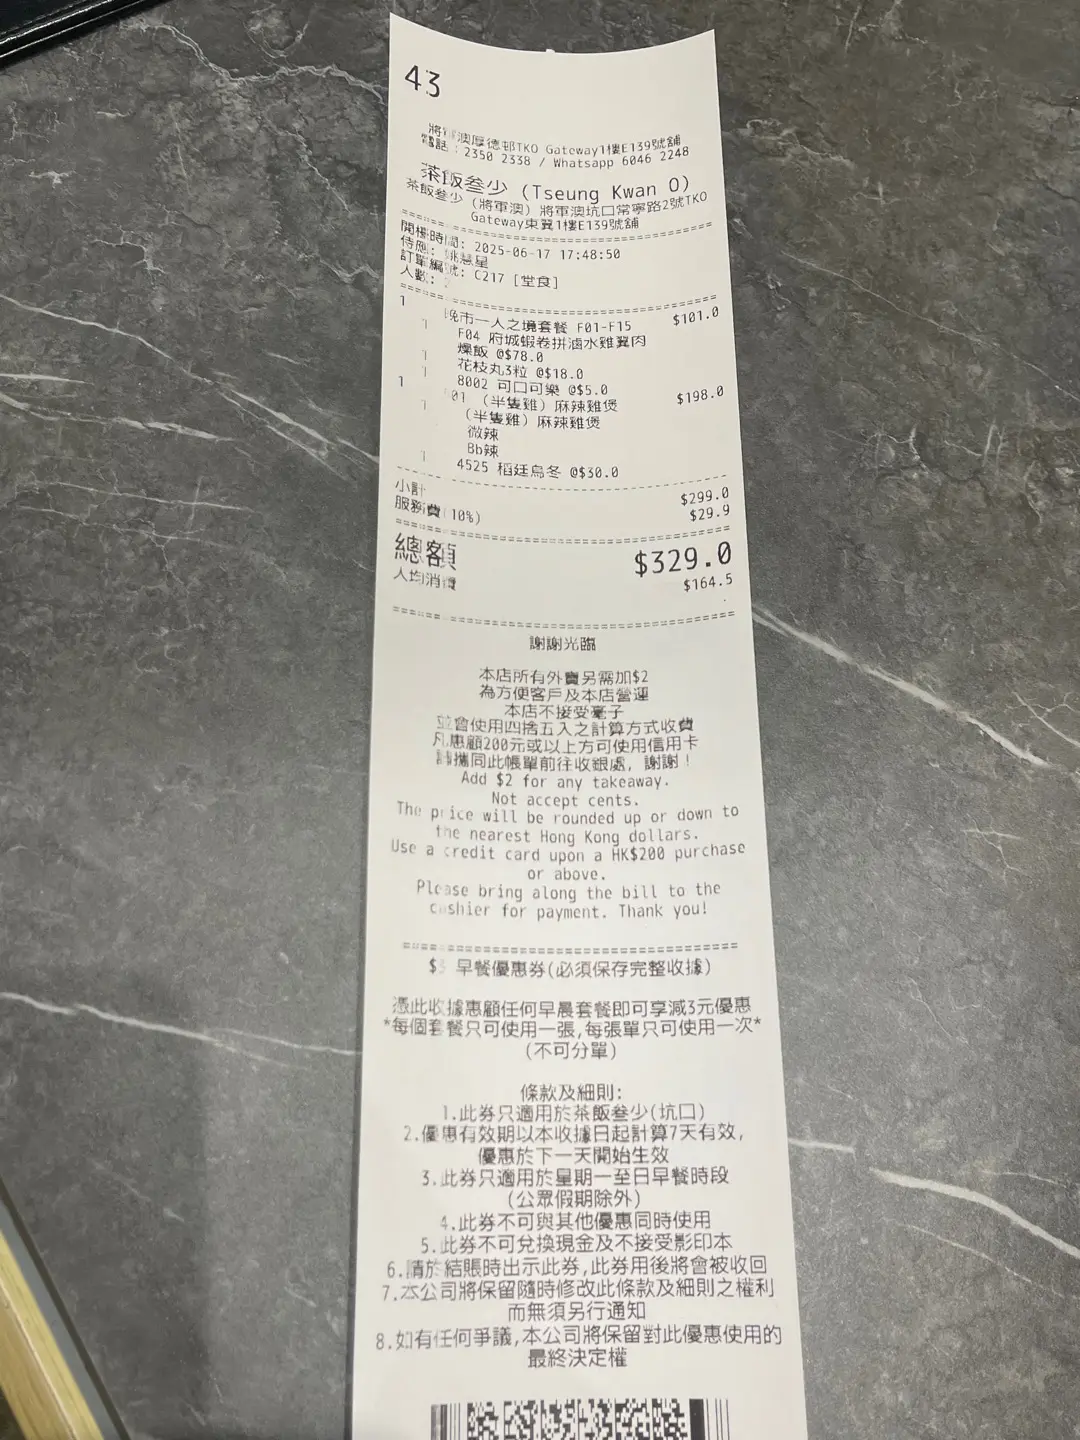 43
將軍澳厚德邨TKO Gateway1樓E139號舖
電話：2350 2338 / Whatsapp 6046 2248
茶飯叁少 (Tseung Kwan O)
茶飯叁少 (將軍澳) 將軍澳坑口常寧路2號TKO
Gateway東翼1樓E139號舖
開檯時間: 2025-06-17 17:48:50
侍應: 慧星
訂單編號: C217 [堂食]
人數: 2
1 晚市一人之境套餐 F01-F15 $101.0
1 F04 府城蝦卷拼滷水雞翼肉
燥飯 @$78.0
1 花枝丸3粒 @$18.0
1 8002 可口可樂 @$5.0
1 01 (半隻雞) 麻辣雞煲 $198.0
1 (半隻雞) 麻辣雞煲
微辣
Bb辣
1 4525 稻廷烏冬 @$30.0
小計 $299.0
服務費(10%) $29.9
總額 $329.0
人均消費 $164.5
謝謝光臨
本店所有外賣另需加$2
為方便客戶及本店營運
本店不接受毫子
並會使用四捨五入之計算方式收費
凡惠顧200元或以上方可使用信用卡
請攜同此帳單前往收銀處, 謝謝！
Add $2 for any takeaway.
Not accept cents.
The price will be rounded up or down to
the nearest Hong Kong dollars.
Use a credit card upon a HK$200 purchase
or above.
Please bring along the bill to the
cashier for payment. Thank you!
$3 早餐優惠券(必須保存完整收據)
憑此收據惠顧任何早晨套餐即可享減3元優惠
*每個套餐只可使用一張,每張單只可使用一次*
(不可分單)
條款及細則:
1.此券只適用於茶飯叁少(坑口)
2.優惠有效期以本收據日起計算7天有效,
優惠於下一天開始生效
3.此券只適用於星期一至日早餐時段
(公眾假期除外)
4.此券不可與其他優惠同時使用
5.此券不可兌換現金及不接受影印本
6.請於結賬時出示此券,此券用後將會被收回
7.本公司將保留隨時修改此條款及細則之權利
而無須另行通知
8.如有任何爭議,本公司將保留對此優惠使用的
最終決定權